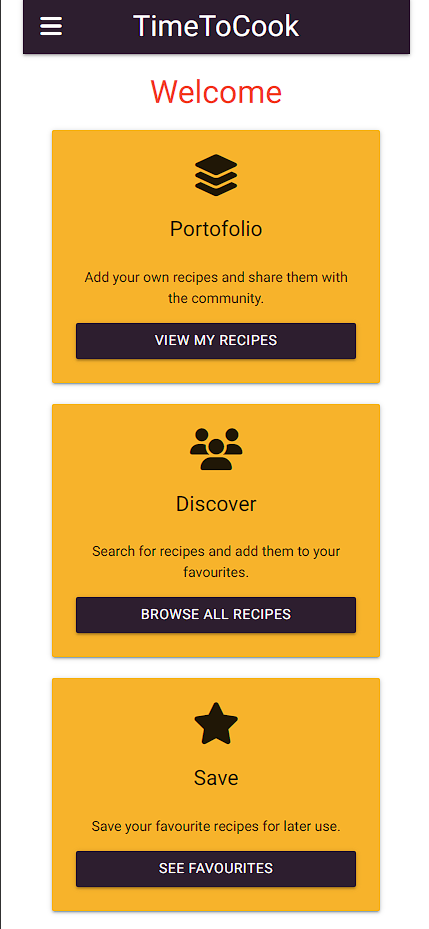 TimeToCook
Welcome
Portofolio
Add your own recipes and share them with
the community.
VIEW MY RECIPES
Discover
Search for recipes and add them to your
favourites.
BROWSE ALL RECIPES
Save
Save your favourite recipes for later use.
SEE FAVOURITES